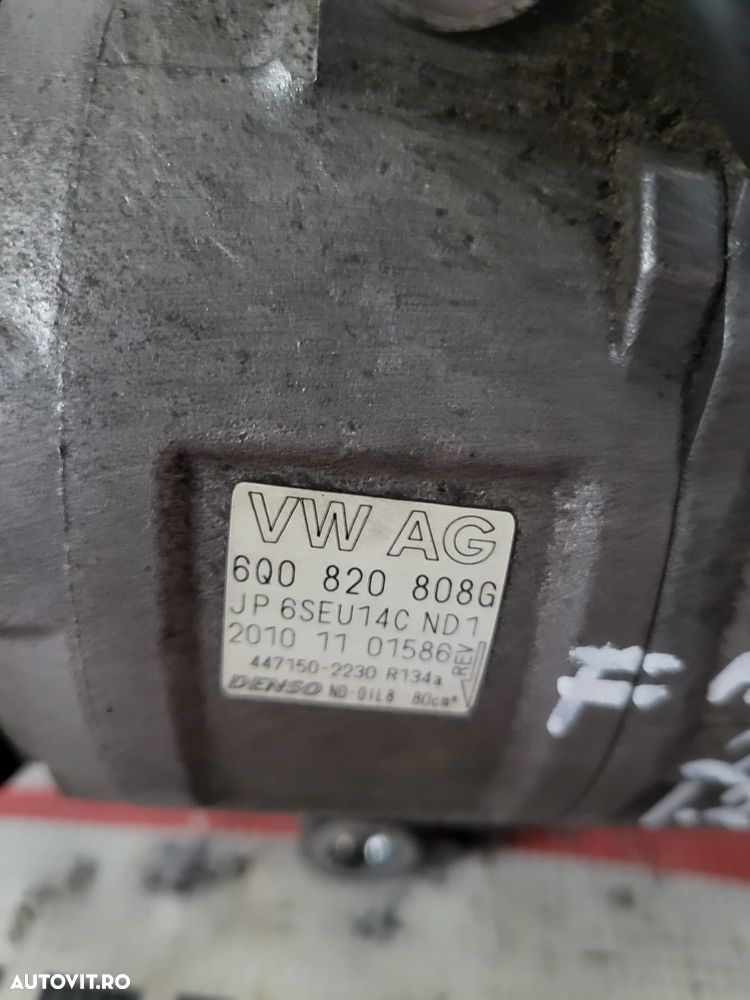 VW AG
6Q0 820 808G
JP 6SEU14C ND1
2010 11 01586 REV
447150-2230 R134a
DENSO ND-OIL8 80cm³
F:
AUTOVIT.RO